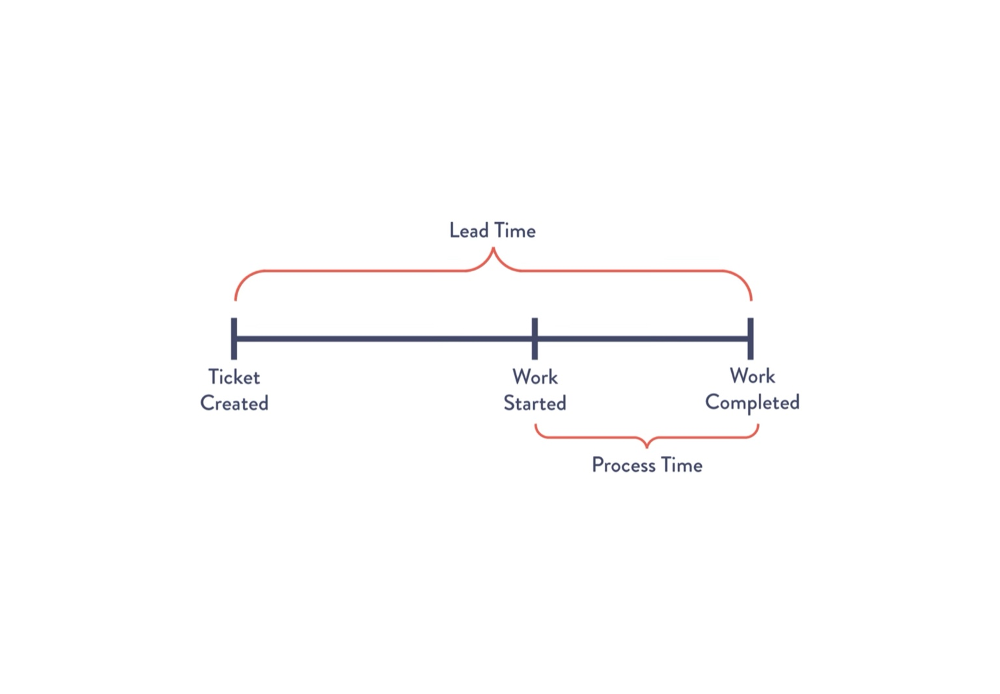 Lead Time
Ticket
Created
Work
Started
Work
Completed
Process Time